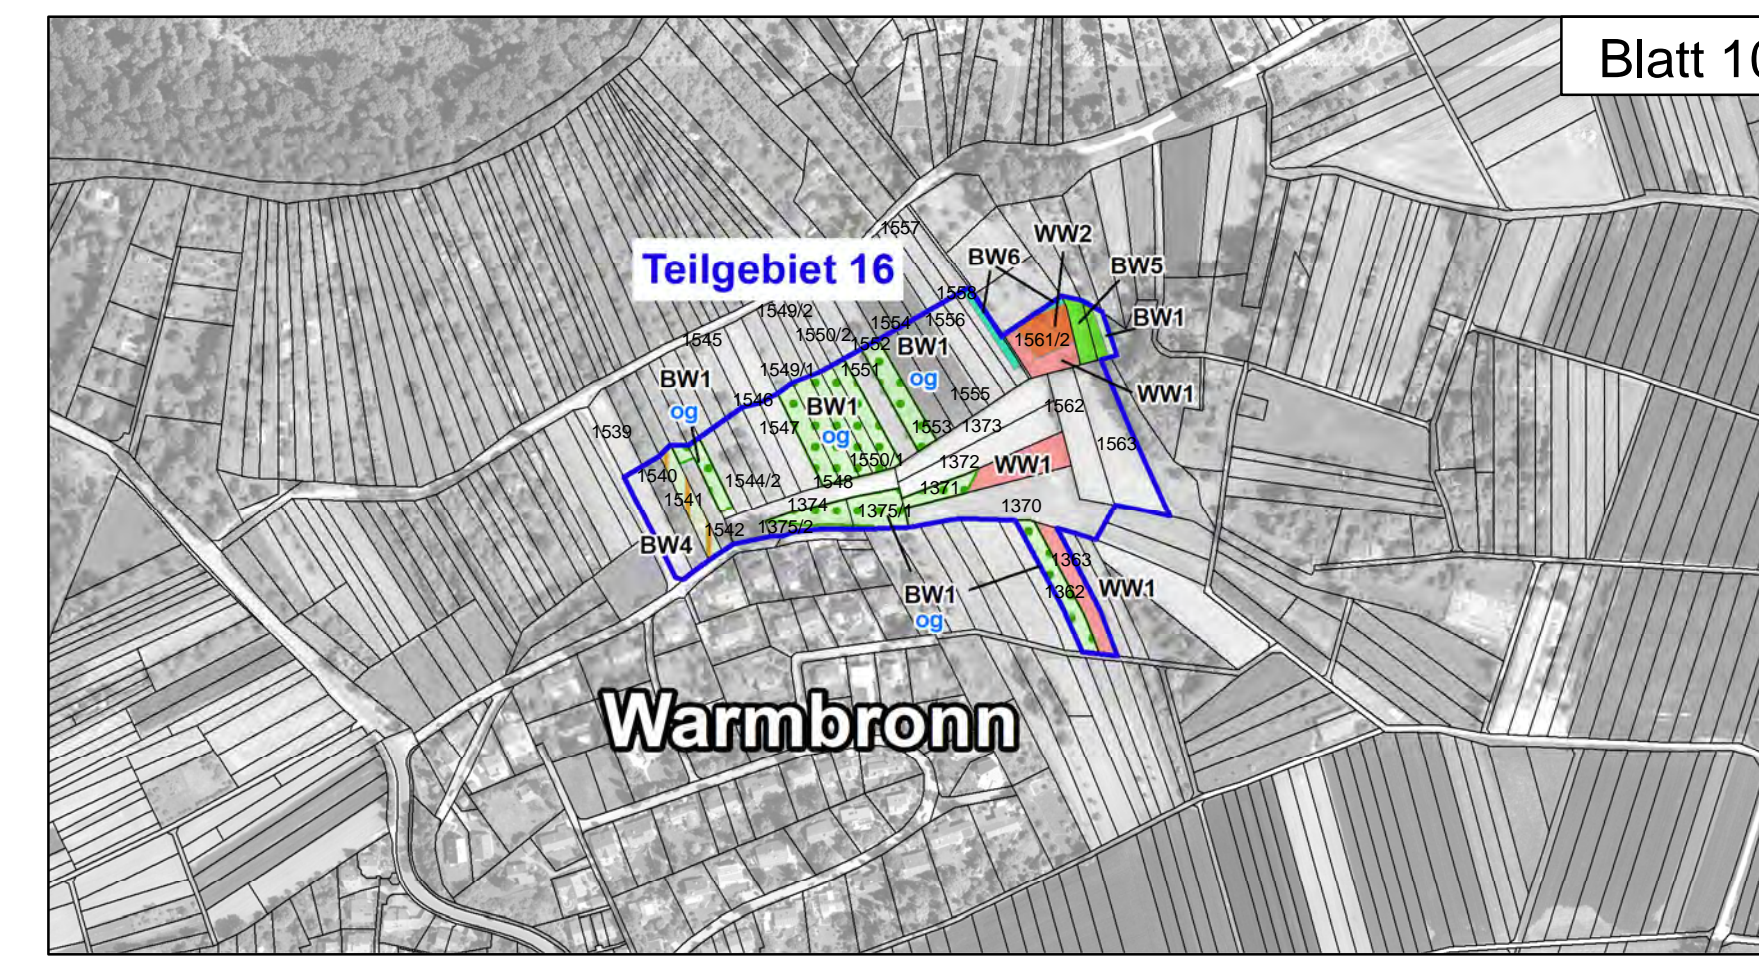 Blatt 10
1557
WW2
BW6
BW5
Teilgebiet 16
1558
1549/2
1554
1556
BW1
1550/2
1545
1552
BW1
1561/2
1549/1
1551
og
BW1
1555
WW1
1546
og
BW1
1562
1547
og
1553
1373
1539
1563
1550/1
1372
WW1
1540
1544/2
1548
1371
1541
1374
1375/1
1370
1542
1375/2
BW4
1363
BW1
1362
WW1
og
Warmbronn